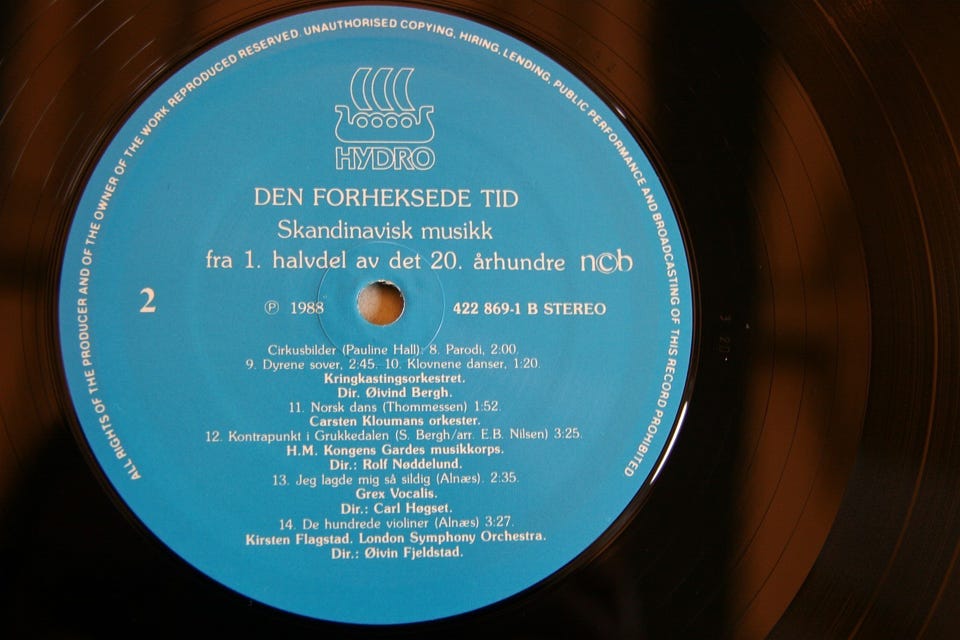 ALL RIGHTS OF THE PRODUCER AND OF THE OWNER OF THE WORK REPRODUCED RESERVED. UNAUTHORISED COPYING, HIRING, LENDING, PUBLIC PERFORMANCE AND BROADCASTING OF THIS RECORD PROHIBITED
HYDRO
DEN FORHEKSEDE TID
Skandinavisk musikk
fra 1. halvdel av det 20. århundre n©b
2 ℗ 1988 422 869-1 B STEREO
Cirkusbilder (Pauline Hall): 8. Parodi, 2:00.
9. Dyrene sover, 2:45. 10. Klovnene danser, 1:20.
Kringkastingsorkestret.
Dir. Øivind Bergh.
11. Norsk dans (Thommessen) 1:52.
Carsten Kloumans orkester.
12. Kontrapunkt i Grukkedalen (S. Bergh/arr. E.B. Nilsen) 3:25.
H.M. Kongens Gardes musikkorps.
Dir.: Rolf Nøddelund.
13. Jeg lagde mig så sildig (Alnæs). 2:35.
Grex Vocalis.
Dir.: Carl Høgset.
14. De hundrede violiner (Alnæs) 3:27.
Kirsten Flagstad. London Symphony Orchestra.
Dir.: Øivin Fjeldstad.